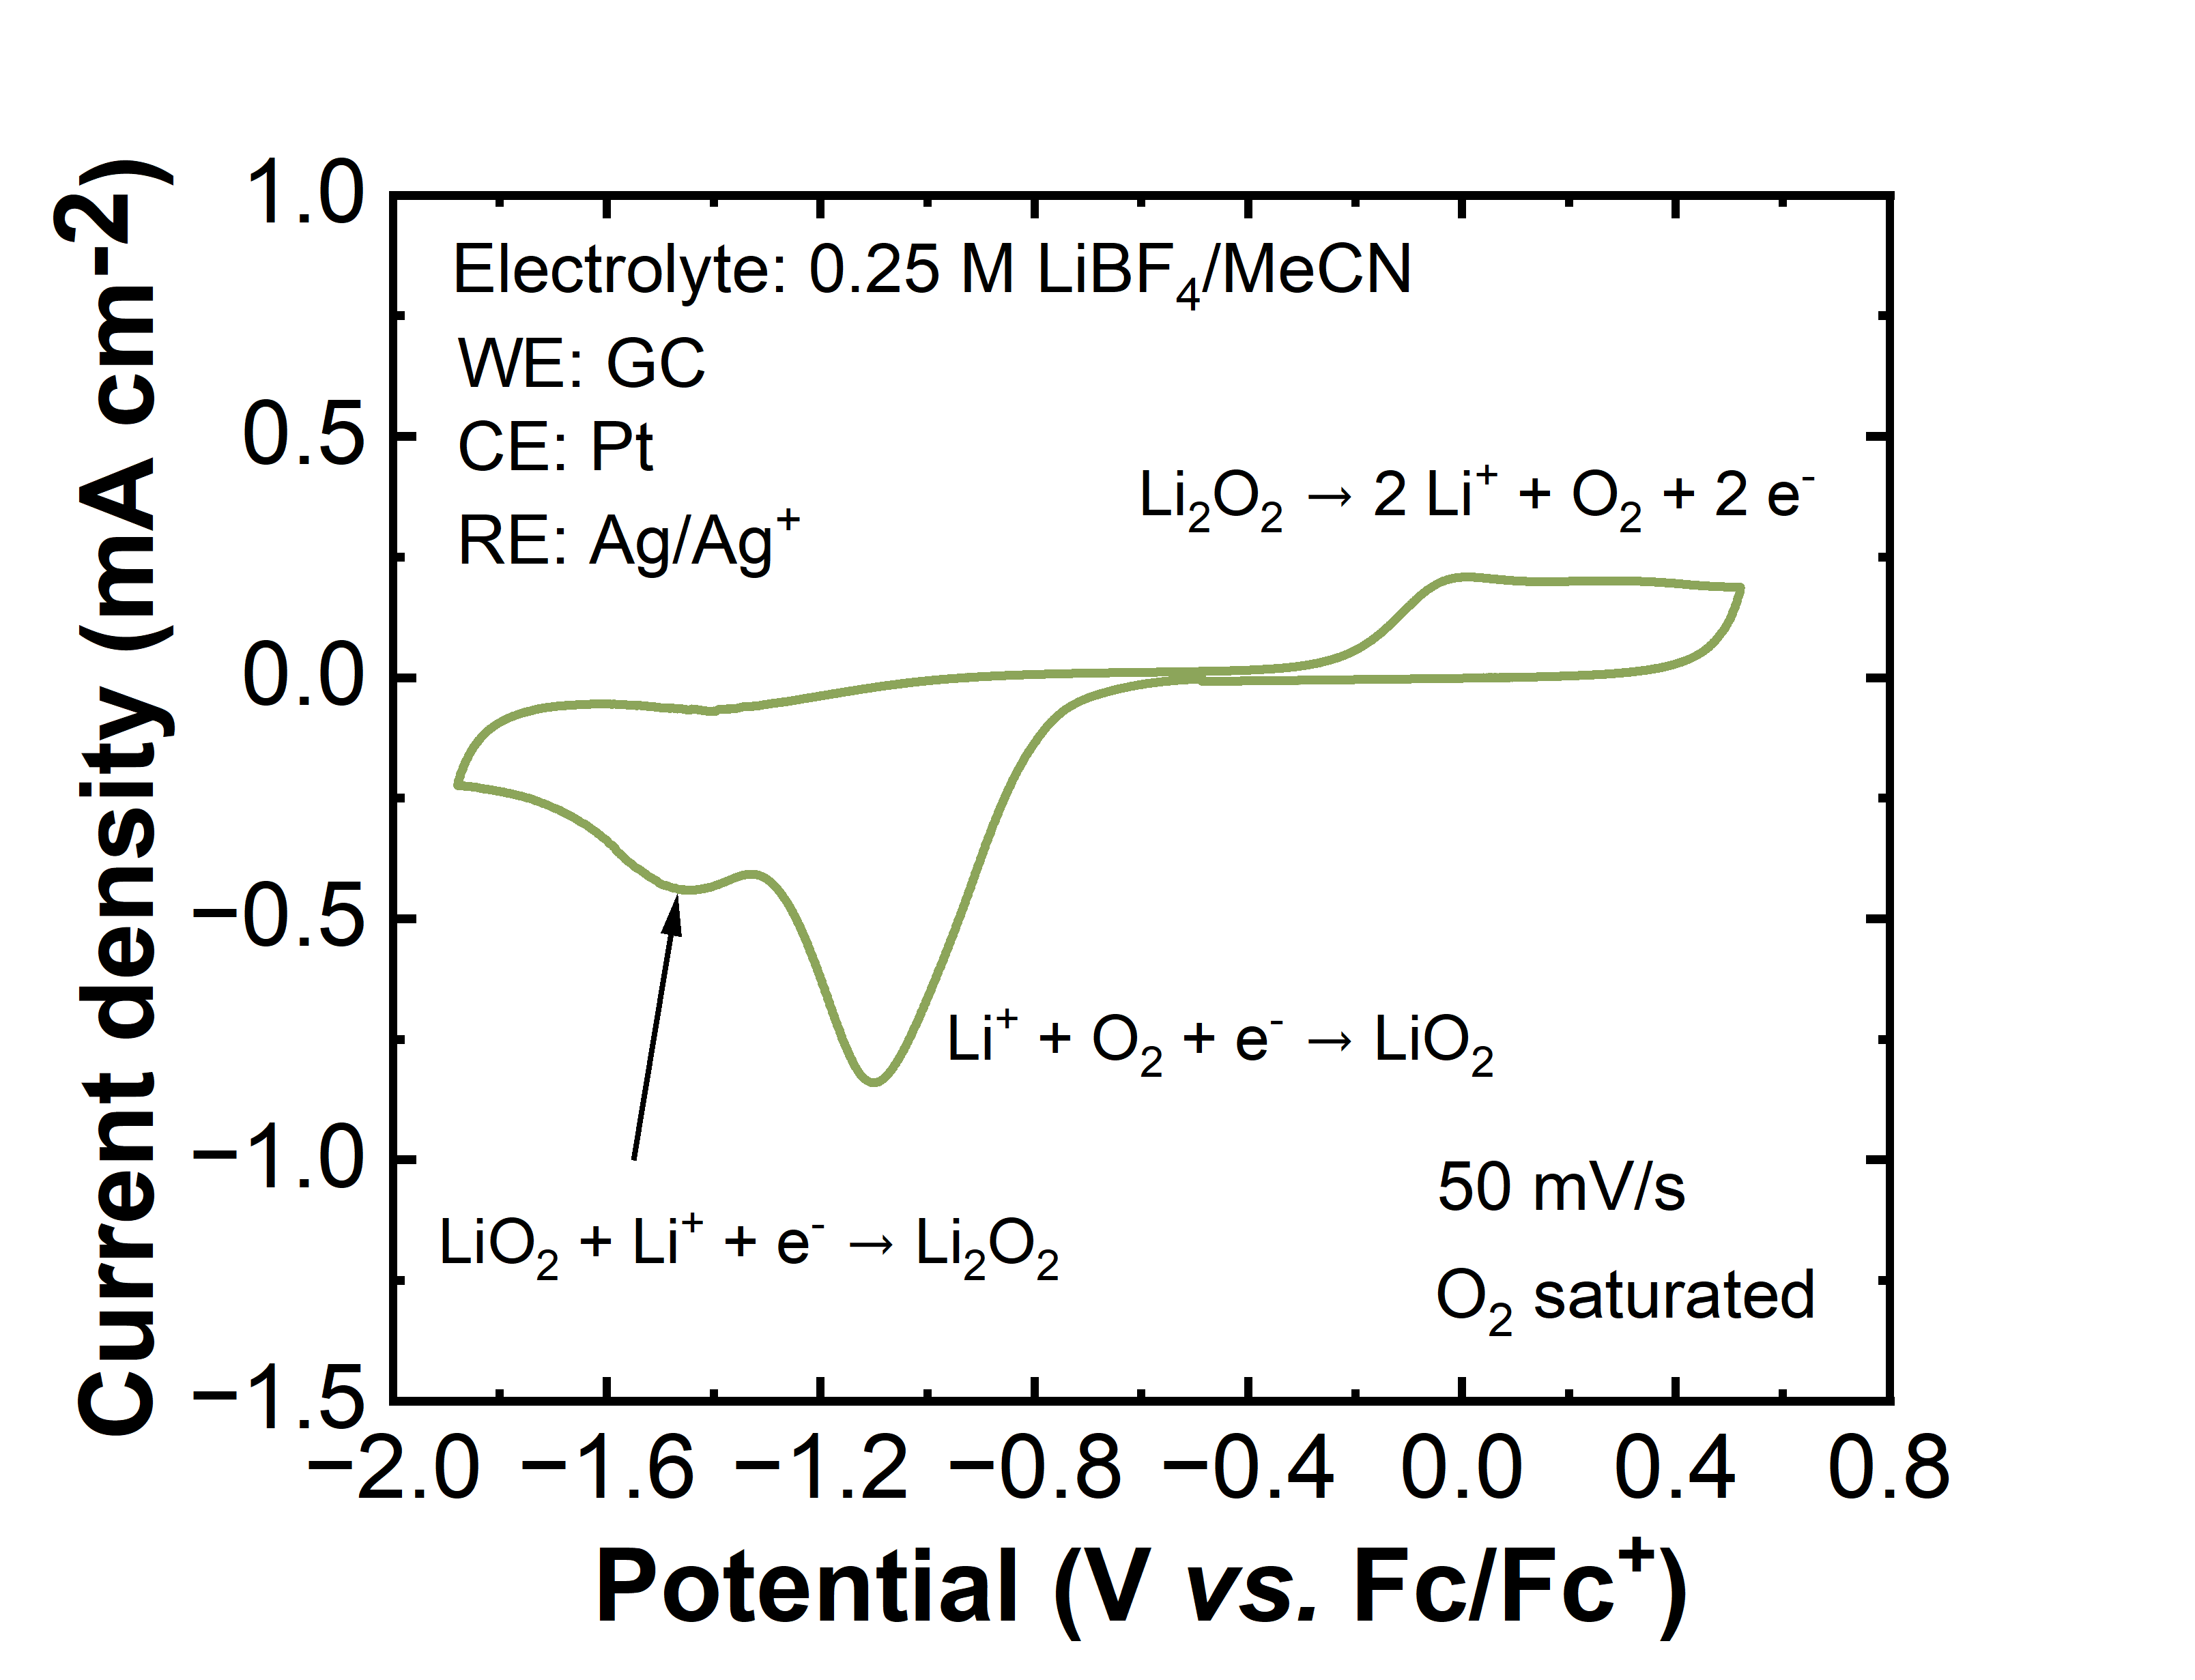 Electrolyte: 0.25 M LiBF₄/MeCN
WE: GC
CE: Pt
RE: Ag/Ag⁺
Li₂O₂ → 2 Li⁺ + O₂ + 2 e⁻
Li⁺ + O₂ + e⁻ → LiO₂
LiO₂ + Li⁺ + e⁻ → Li₂O₂
50 mV/s
O₂ saturated
Current density (mA cm⁻²)
1.0
0.5
0.0
−0.5
−1.0
−1.5
−2.0 −1.6 −1.2 −0.8 −0.4 0.0 0.4 0.8
Potential (V vs. Fc/Fc⁺)